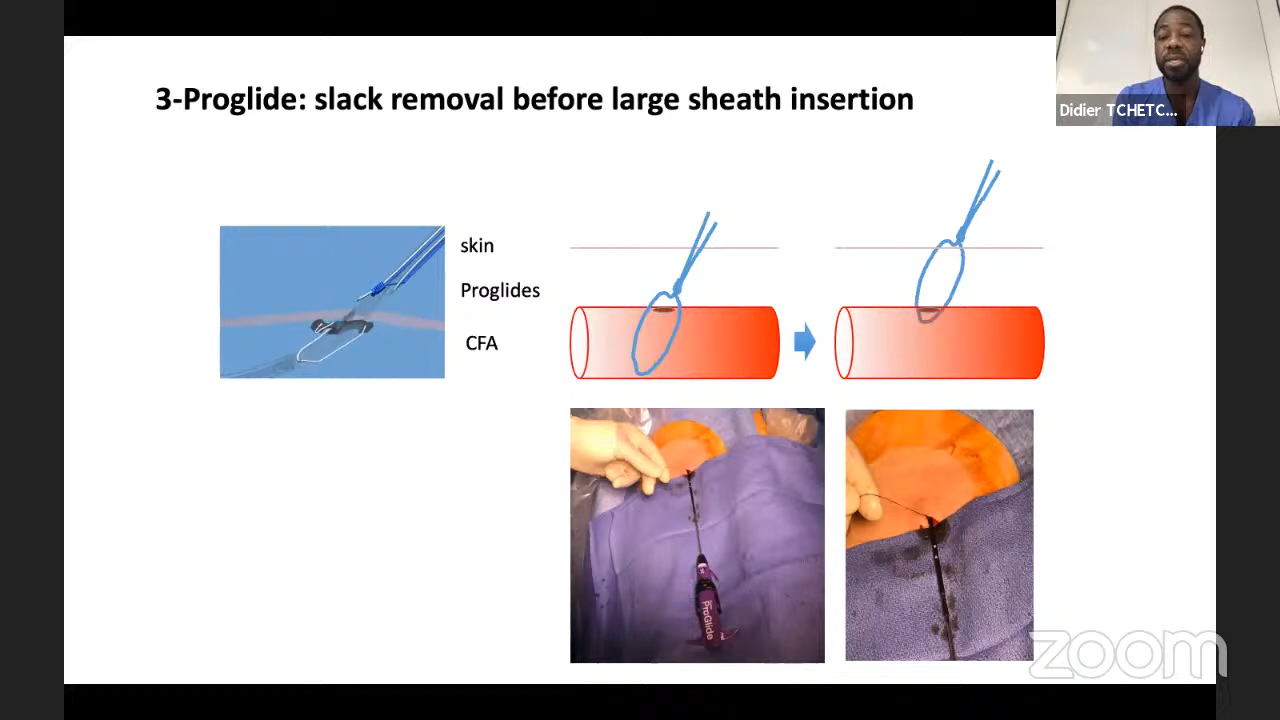 Didier TCHETC...
3-Proglide: slack removal before large sheath insertion
skin
Proglides
CFA
ProGlide
zoom